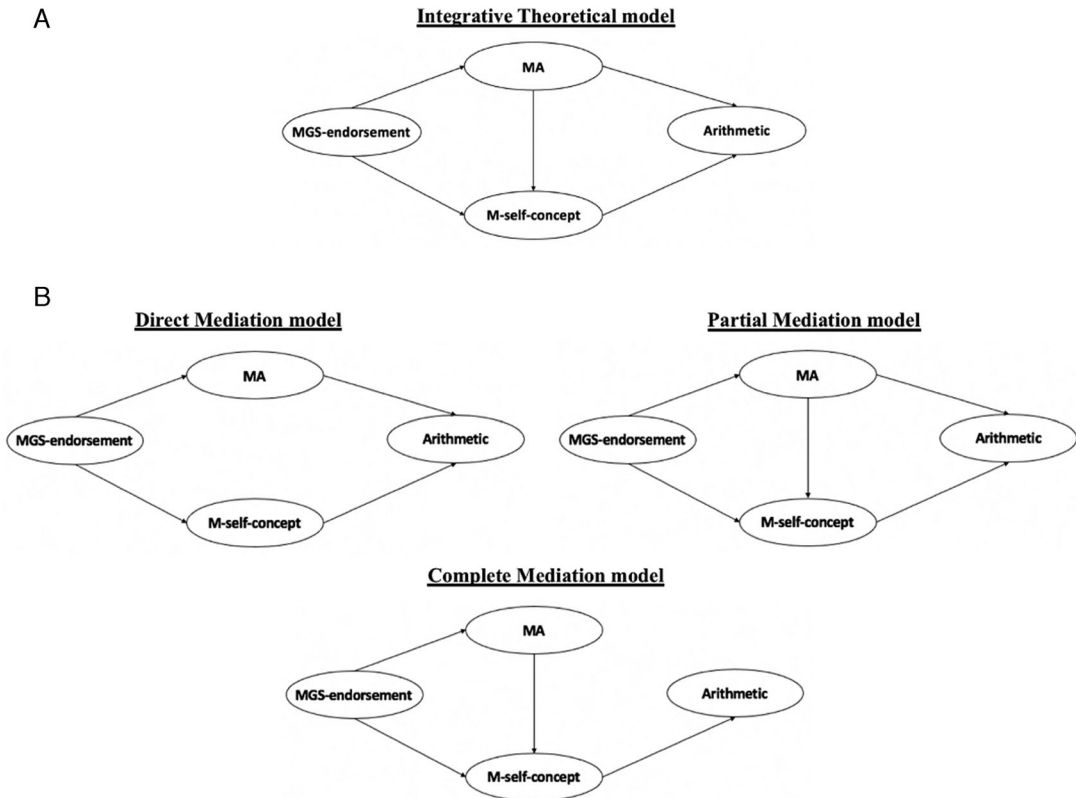 A
Integrative Theoretical model
MA
MGS-endorsement
Arithmetic
M-self-concept
B
Direct Mediation model
MA
MGS-endorsement
Arithmetic
M-self-concept
Partial Mediation model
MA
MGS-endorsement
Arithmetic
M-self-concept
Complete Mediation model
MA
MGS-endorsement
Arithmetic
M-self-concept